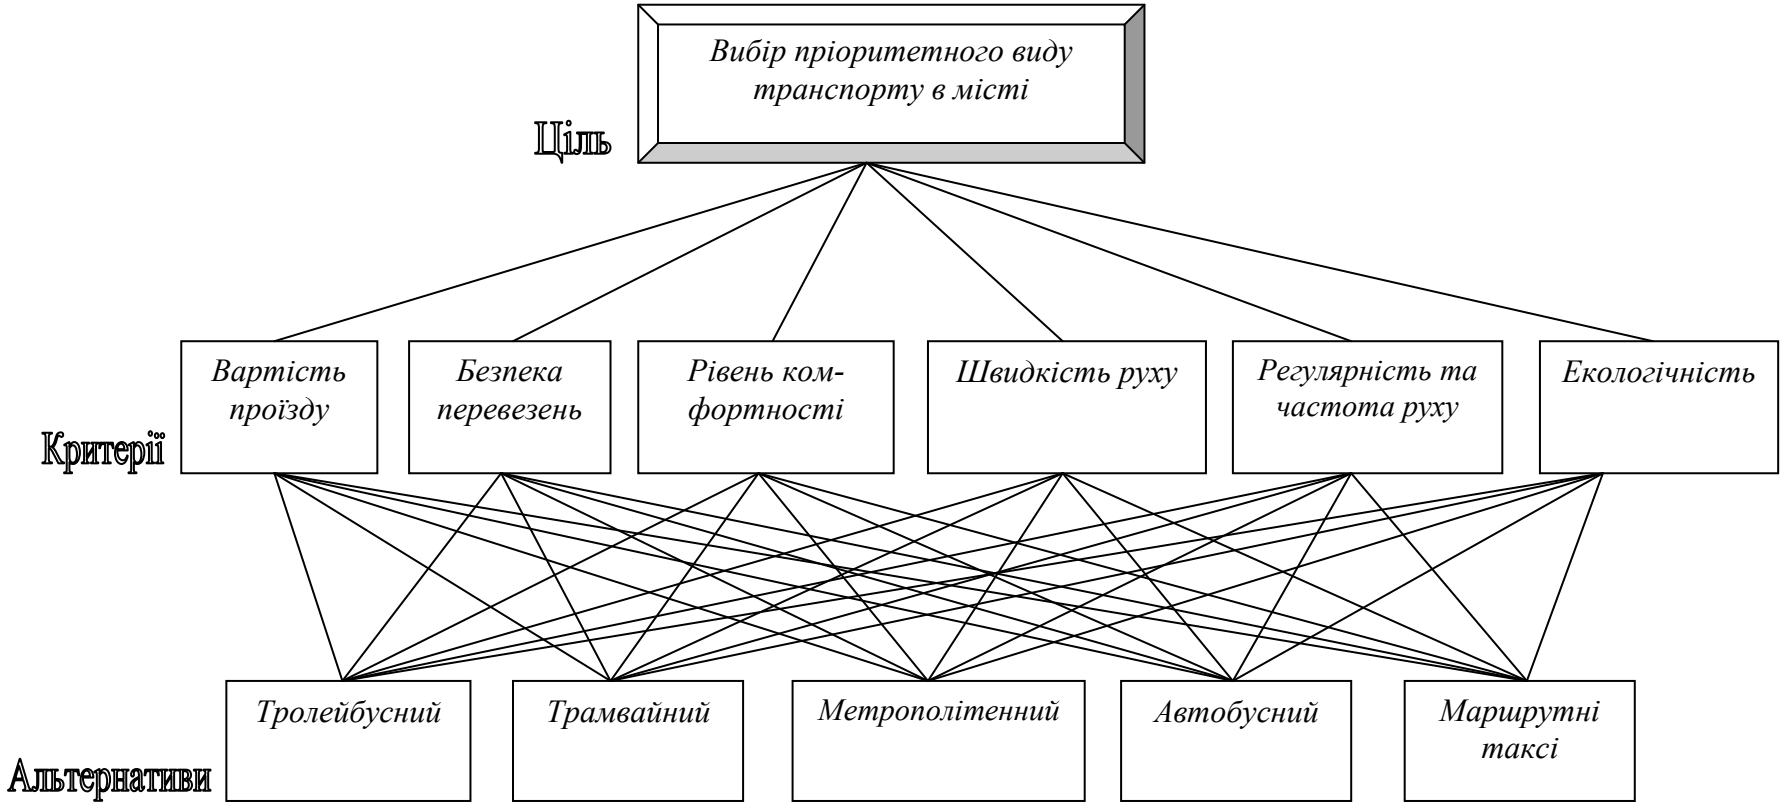 Вибір пріоритетного виду
транспорту в місті
Ціль
Вартість
проїзду
Безпека
перевезень
Рівень ком-
фортності
Швидкість руху
Регулярність та
частота руху
Екологічність
Критерії
Тролейбусний
Трамвайний
Метрополітенний
Автобусний
Маршрутні
таксі
Альтернативи